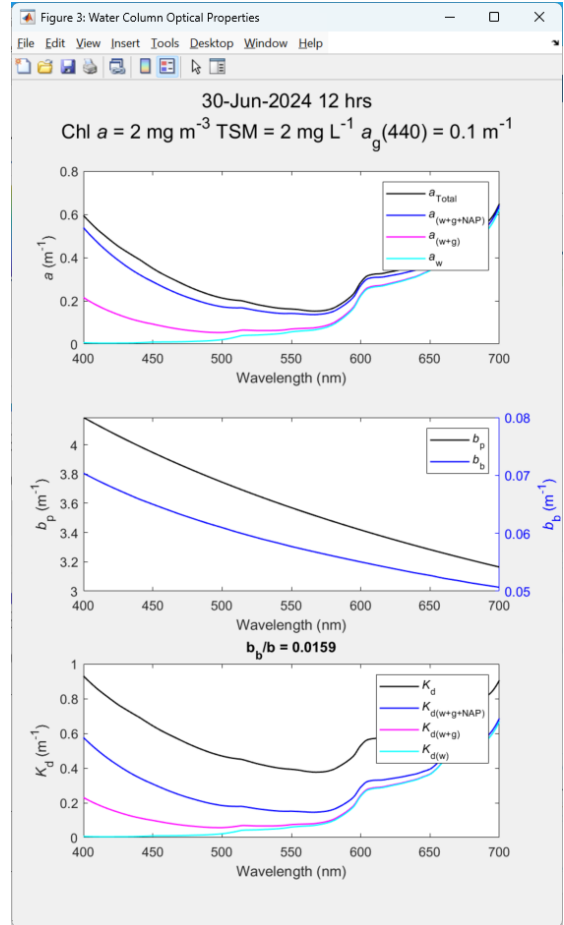 Figure 3: Water Column Optical Properties
File Edit View Insert Tools Desktop Window Help
30-Jun-2024 12 hrs
Chl a = 2 mg m-3 TSM = 2 mg L-1 ag(440) = 0.1 m-1
0.8
0.6
0.4
0.2
0
a (m-1)
aTotal
a(w+g+NAP)
a(w+g)
aw
400 450 500 550 600 650 700
Wavelength (nm)
4
3.8
3.6
3.4
3.2
3
bp (m-1)
bp
bb
0.08
0.07
0.06
0.05
bb (m-1)
400 450 500 550 600 650 700
Wavelength (nm)
bb/b = 0.0159
1
0.8
0.6
0.4
0.2
0
Kd (m-1)
Kd
Kd(w+g+NAP)
Kd(w+g)
Kd(w)
400 450 500 550 600 650 700
Wavelength (nm)